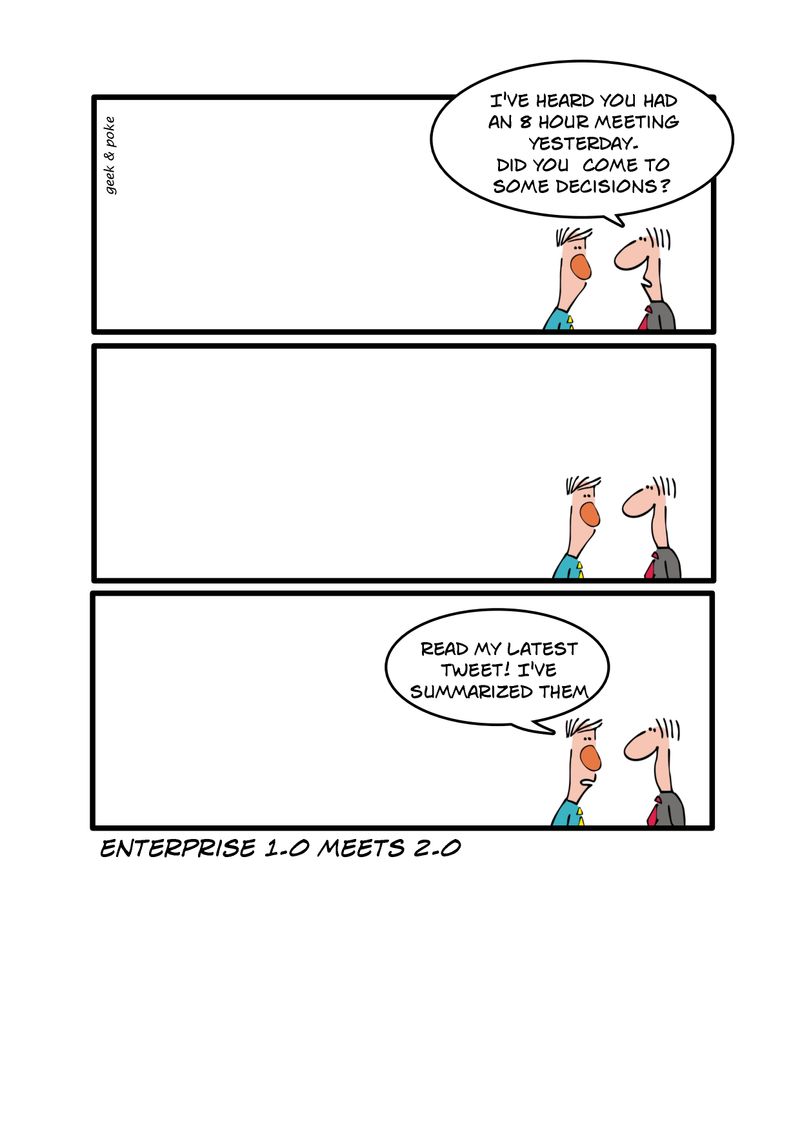 geek & poke
I'VE HEARD YOU HAD
AN 8 HOUR MEETING
YESTERDAY.
DID YOU COME TO
SOME DECISIONS?
READ MY LATEST
TWEET! I'VE
SUMMARIZED THEM
ENTERPRISE 1.0 MEETS 2.0